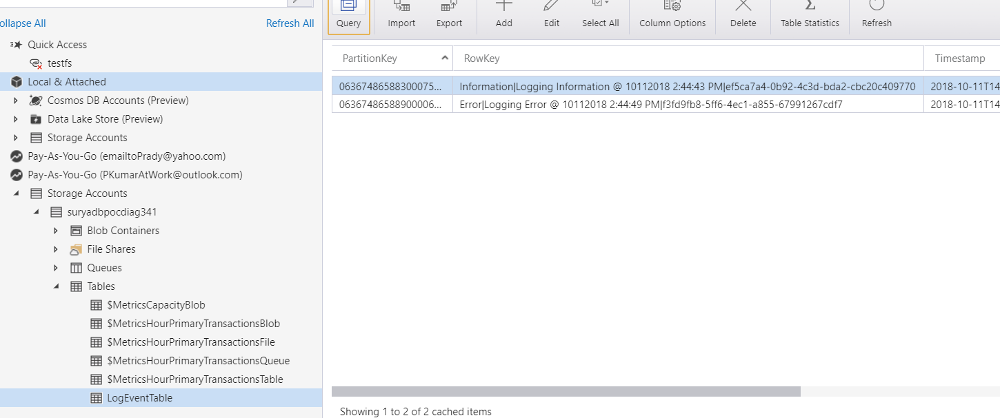 ollapse All
Refresh All
Quick Access
testfs
Local & Attached
Cosmos DB Accounts (Preview)
Data Lake Store (Preview)
Storage Accounts
Pay-As-You-Go (emailtoPrady@yahoo.com)
Pay-As-You-Go (PKumarAtWork@outlook.com)
Storage Accounts
suryadbpocdiag341
Blob Containers
File Shares
Queues
Tables
$MetricsCapacityBlob
$MetricsHourPrimaryTransactionsBlob
$MetricsHourPrimaryTransactionsFile
$MetricsHourPrimaryTransactionsQueue
$MetricsHourPrimaryTransactionsTable
LogEventTable
Query Import Export Add Edit Select All Column Options Delete Table Statistics Refresh
PartitionKey RowKey Timestamp
06367486588300075... Information|Logging Information @ 10112018 2:44:43 PM|ef5ca7a4-0b92-4c3d-bda2-cbc20c409770 2018-10-11T14
06367486588900006... Error|Logging Error @ 10112018 2:44:49 PM|f3fd9fb8-5ff6-4ec1-a855-67991267cdf7 2018-10-11T14
Showing 1 to 2 of 2 cached items